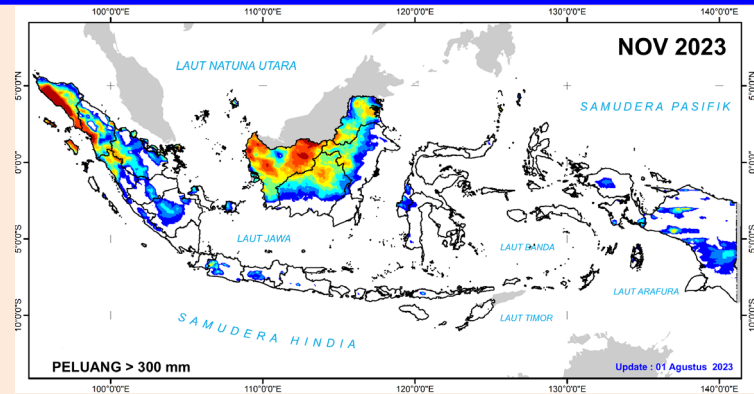 100°0'0"E 110°0'0"E 120°0'0"E 130°0'0"E 140°0'0"E
NOV 2023
LAUT NATUNA UTARA
5°0'0"N 5°0'0"N
SAMUDERA PASIFIK
0°0'0" 0°0'0"
LAUT JAWA
LAUT BANDA
5°0'0"S 5°0'0"S
LAUT ARAFURA
10°0'0"S 10°0'0"S
SAMUDERA HINDIA
LAUT TIMOR
PELUANG > 300 mm
Update : 01 Agustus 2023
100°0'0"E 110°0'0"E 120°0'0"E 130°0'0"E 140°0'0"E